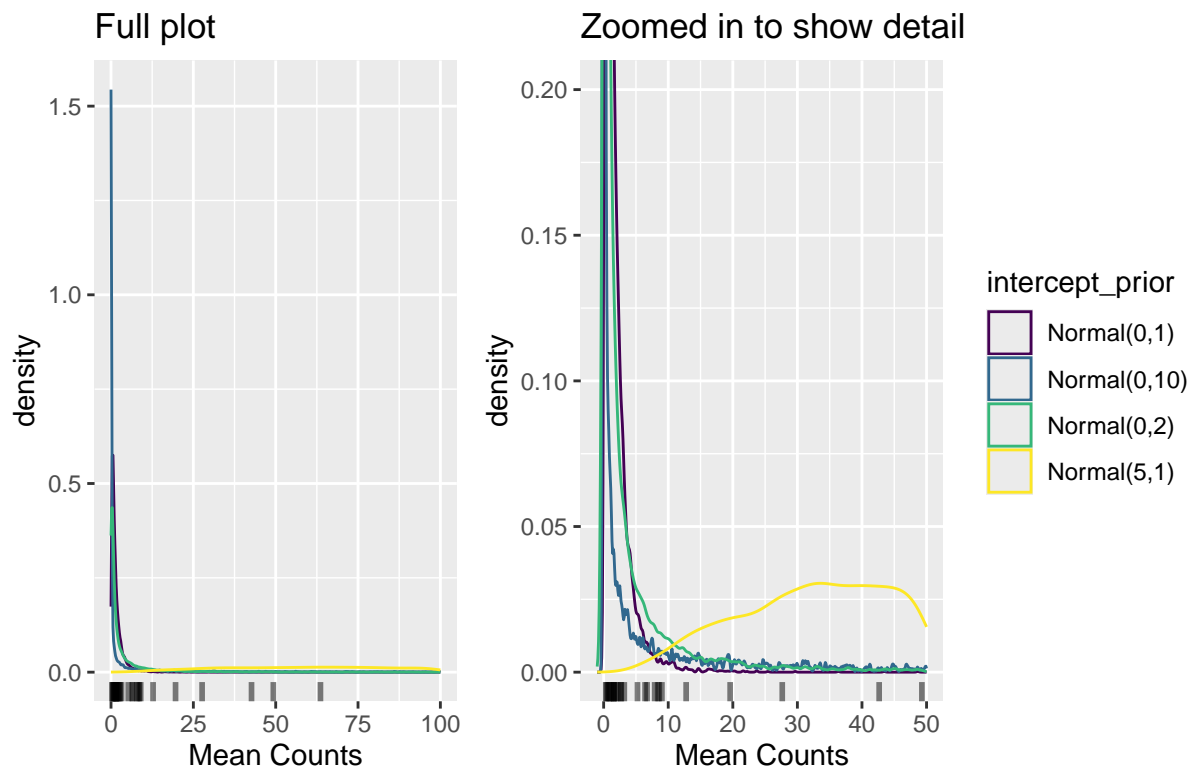 Full plot
1.5
1.0
0.5
0.0
density
0
25
50
75
100
Mean Counts
Zoomed in to show detail
0.20
0.15
0.10
0.05
0.00
density
0
10
20
30
40
50
Mean Counts
intercept_prior
Normal(0,1)
Normal(0,10)
Normal(0,2)
Normal(5,1)